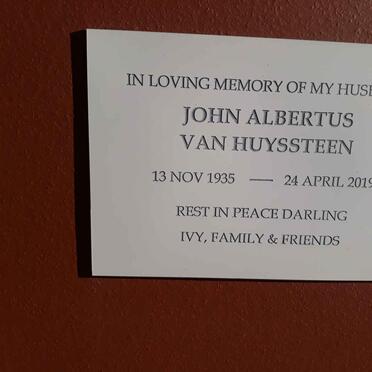 IN LOVING MEMORY OF MY HUSB
JOHN ALBERTUS
VAN HUYSSTEEN
13 NOV 1935 — 24 APRIL 2019
REST IN PEACE DARLING
IVY, FAMILY & FRIENDS